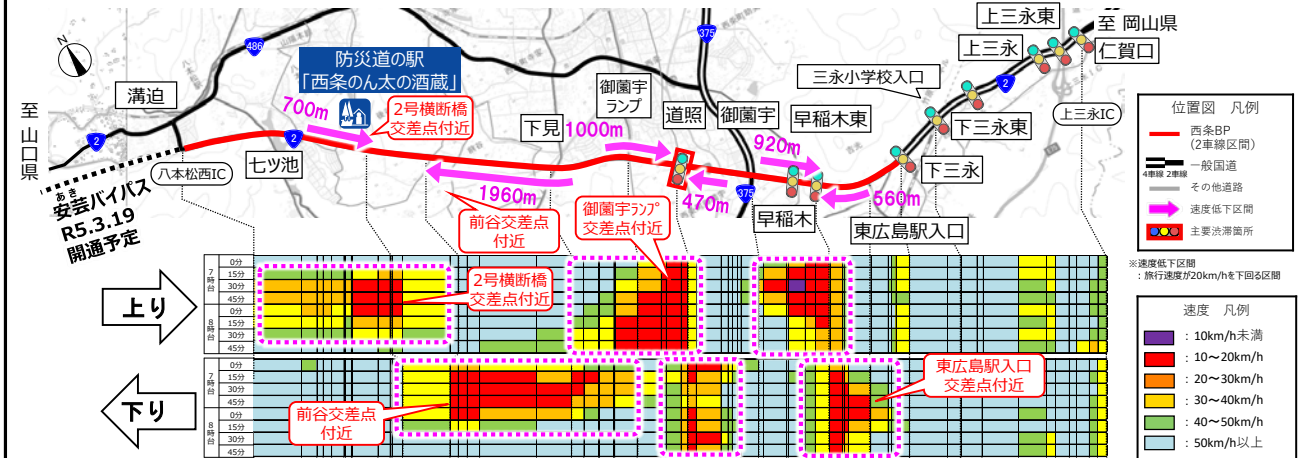 上三永東
至 岡山県
486
375
防災道の駅
「西条のん太の酒蔵」
上三永
仁賀口
三永小学校入口
2
溝迫
至 山口県
700m
2号横断橋
交差点付近
御薗宇
ランプ
道照
御薗宇
早稲木東
下三永東
上三永IC
下見
1000m
920m
2
2
七ツ池
八本松西IC
1960m
470m
375
560m
下三永
あき
安芸バイパス
R5.3.19
開通予定
前谷交差点
付近
御薗宇ランプ
交差点付近
早稲木
東広島駅入口
位置図 凡例
西条BP
(2車線区間)
一般国道
4車線 2車線
その他道路
速度低下区間
主要渋滞箇所
※速度低下区間
：旅行速度が20km/hを下回る区間
上り
7時台
0分
15分
30分
45分
8時台
0分
15分
30分
45分
2号横断橋
交差点付近
下り
7時台
0分
15分
30分
45分
8時台
0分
15分
30分
45分
前谷交差点
付近
東広島駅入口
交差点付近
速度 凡例
：10km/h未満
：10～20km/h
：20～30km/h
：30～40km/h
：40～50km/h
：50km/h以上